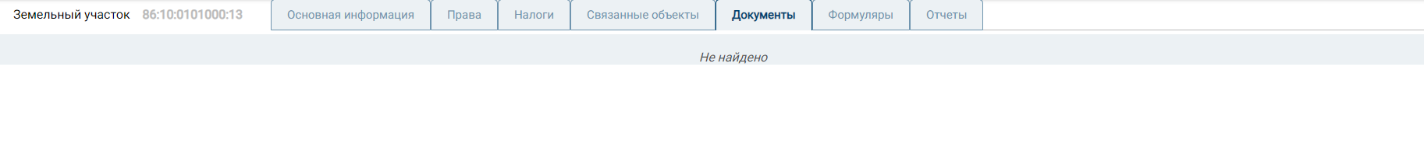 Земельный участок 86:10:0101000:13 Основная информация Права Налоги Связанные объекты Документы Формуляры Отчеты
Не найдено